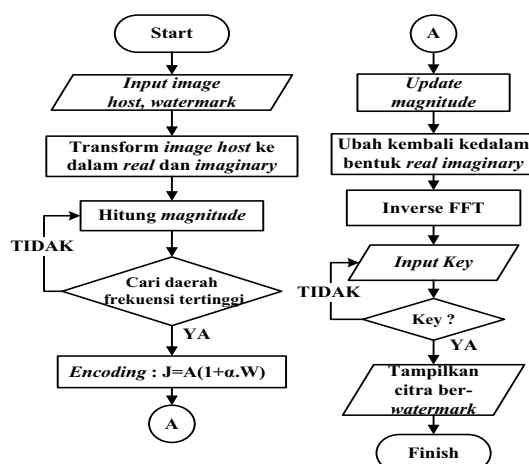 Start
Input image
host, watermark
Transform image host ke
dalam real dan imaginary
Hitung magnitude
TIDAK
Cari daerah
frekuensi tertinggi
YA
Encoding : J=A(1+α.W)
A
A
Update
magnitude
Ubah kembali kedalam
bentuk real imaginary
Inverse FFT
Input Key
TIDAK
Key ?
YA
Tampilkan
citra ber-
watermark
Finish